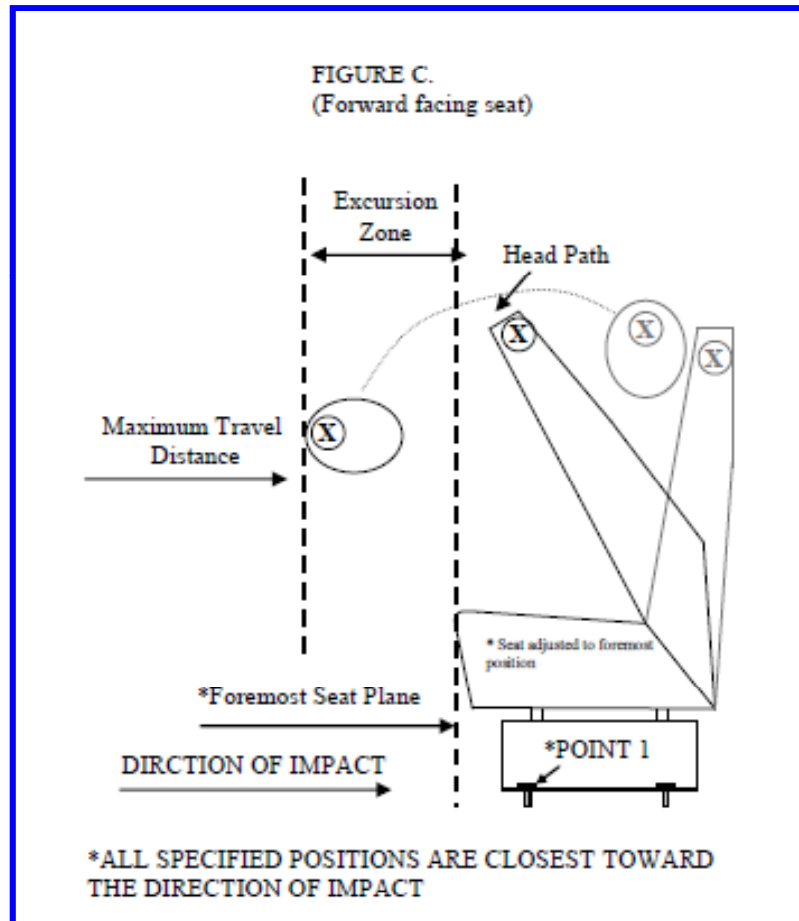 FIGURE C.
(Forward facing seat)
Excursion
Zone
Head Path
X
X
X
X
Maximum Travel
Distance
* Seat adjusted to foremost
position
*Foremost Seat Plane
*POINT 1
DIRCTION OF IMPACT
*ALL SPECIFIED POSITIONS ARE CLOSEST TOWARD
THE DIRECTION OF IMPACT